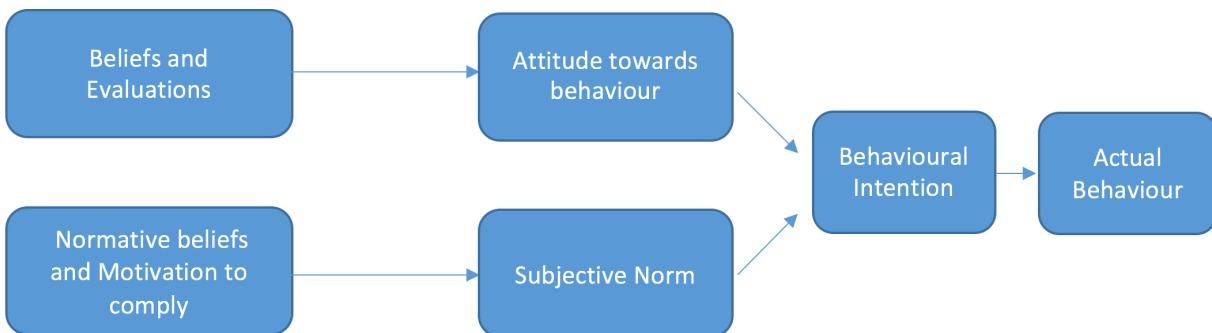 Beliefs and
Evaluations
Attitude towards
behaviour
Behavioural
Intention
Actual
Behaviour
Normative beliefs
and Motivation to
comply
Subjective Norm